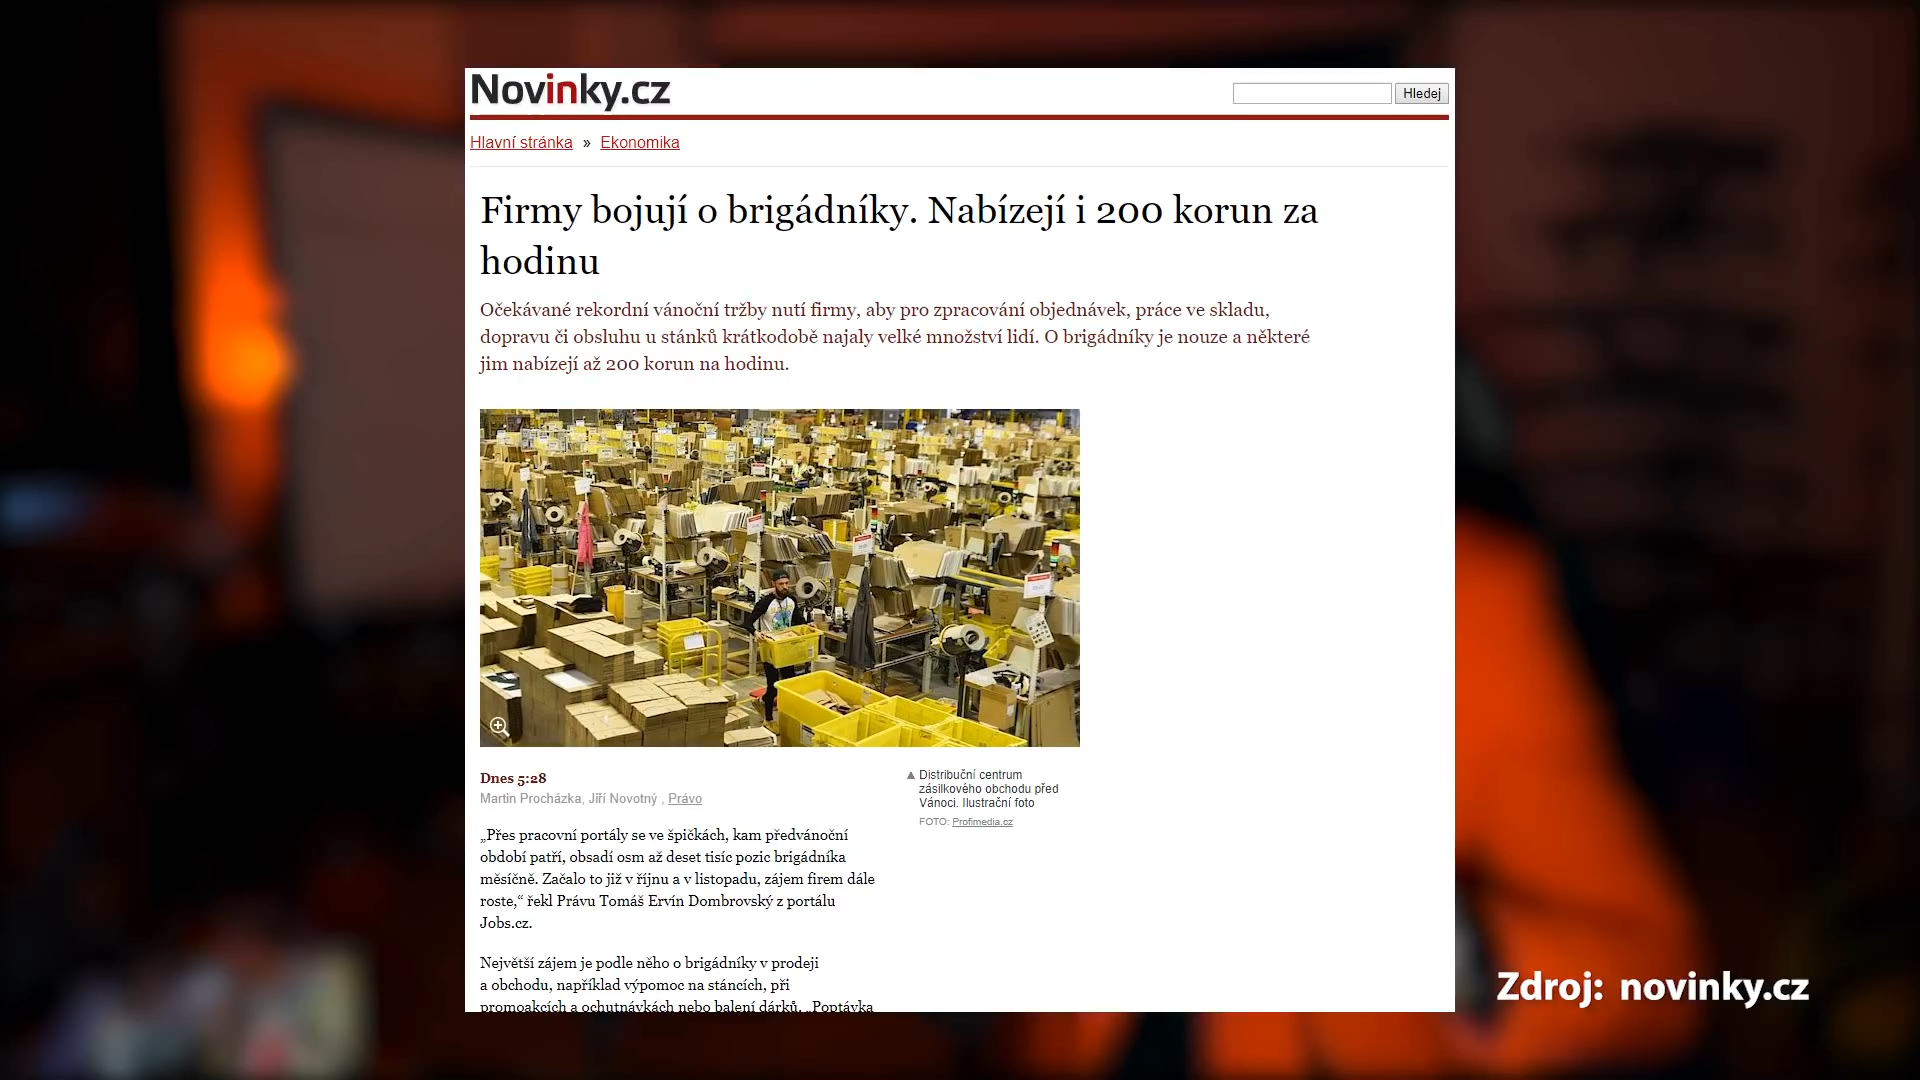 Novinky.cz
Hledej
Hlavní stránka » Ekonomika
Firmy bojují o brigádníky. Nabízejí i 200 korun za
hodinu
Očekávané rekordní vánoční tržby nutí firmy, aby pro zpracování objednávek, práce ve skladu,
dopravu či obsluhu u stánků krátkodobě najaly velké množství lidí. O brigádníky je nouze a některé
jim nabízejí až 200 korun na hodinu.
Dnes 5:28
Martin Procházka, Jiří Novotný , Právo
▲ Distribuční centrum
zásilkového obchodu před
Vánoci. Ilustrační foto
FOTO: Profimedia.cz
„Přes pracovní portály se ve špičkách, kam předvánoční
období patří, obsadí osm až deset tisíc pozic brigádníka
měsíčně. Začalo to již v říjnu a v listopadu, zájem firem dále
roste,“ řekl Právu Tomáš Ervín Dombrovský z portálu
Jobs.cz.
Největší zájem je podle něho o brigádníky v prodeji
a obchodu, například výpomoc na stáncích, při
promoakcích a ochutnávkách nebo balení dárků. „Poptávka
Zdroj: novinky.cz